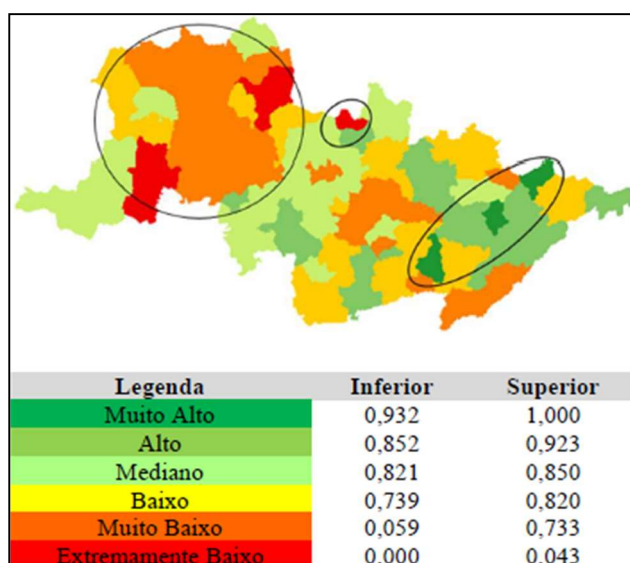 Legenda Inferior Superior
Muito Alto 0,932 1,000
Alto 0,852 0,923
Mediano 0,821 0,850
Baixo 0,739 0,820
Muito Baixo 0,059 0,733
Extremamente Baixo 0,000 0,043